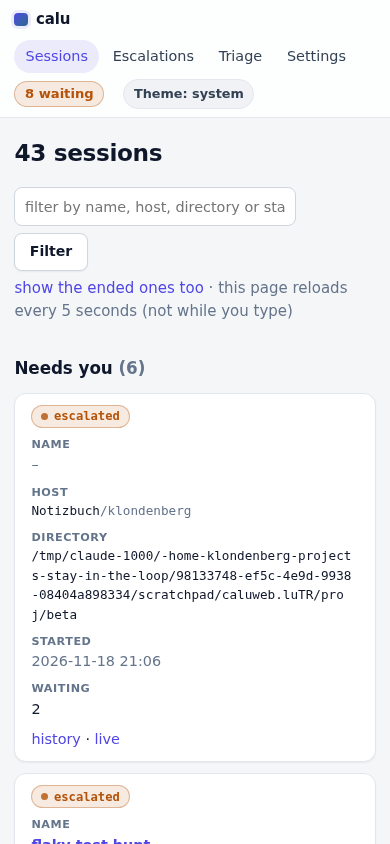 calu
Sessions Escalations Triage Settings
8 waiting Theme: system
43 sessions
filter by name, host, directory or sta
Filter
show the ended ones too · this page reloads
every 5 seconds (not while you type)
Needs you (6)
escalated
NAME
–
HOST
Notizbuch/klondenberg
DIRECTORY
/tmp/claude-1000/-home-klondenberg-project
s-stay-in-the-loop/98133748-ef5c-4e9d-9938
-08404a898334/scratchpad/caluweb.luTR/pro
j/beta
STARTED
2026-11-18 21:06
WAITING
2
history · live
escalated
NAME
flaky test hunt